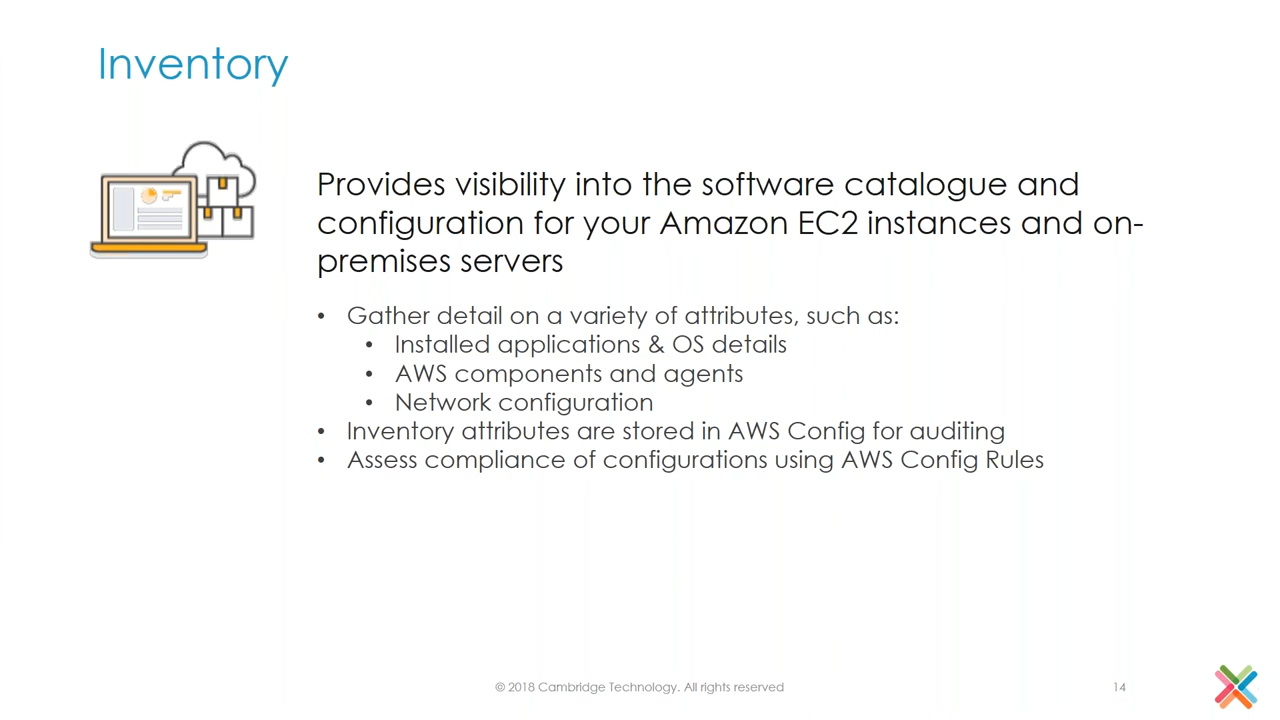 Inventory
Provides visibility into the software catalogue and
configuration for your Amazon EC2 instances and on-
premises servers
• Gather detail on a variety of attributes, such as:
• Installed applications & OS details
• AWS components and agents
• Network configuration
• Inventory attributes are stored in AWS Config for auditing
• Assess compliance of configurations using AWS Config Rules
© 2018 Cambridge Technology. All rights reserved
14